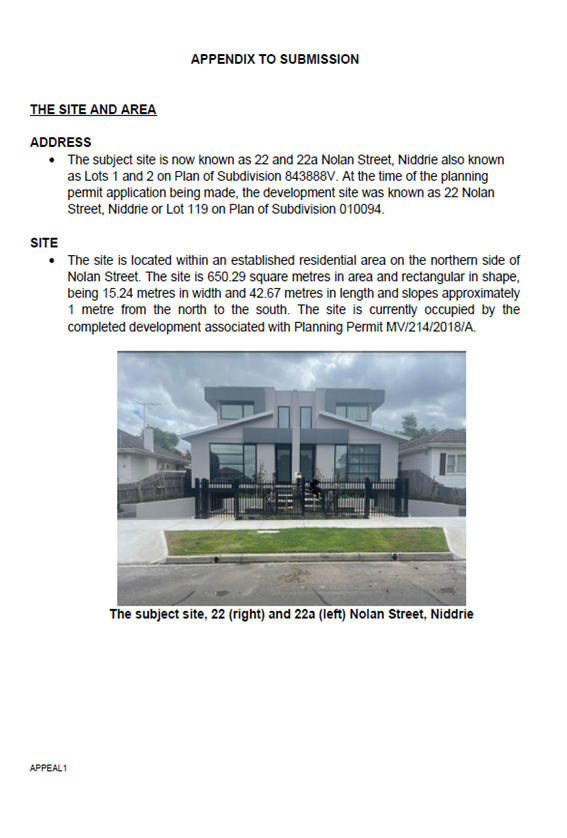 APPENDIX TO SUBMISSION
THE SITE AND AREA
ADDRESS
• The subject site is now known as 22 and 22a Nolan Street, Niddrie also known
as Lots 1 and 2 on Plan of Subdivision 843888V. At the time of the planning
permit application being made, the development site was known as 22 Nolan
Street, Niddrie or Lot 119 on Plan of Subdivision 010094.
SITE
• The site is located within an established residential area on the northern side of
Nolan Street. The site is 650.29 square metres in area and rectangular in shape,
being 15.24 metres in width and 42.67 metres in length and slopes approximately
1 metre from the north to the south. The site is currently occupied by the
completed development associated with Planning Permit MV/214/2018/A.
The subject site, 22 (right) and 22a (left) Nolan Street, Niddrie
APPEAL1